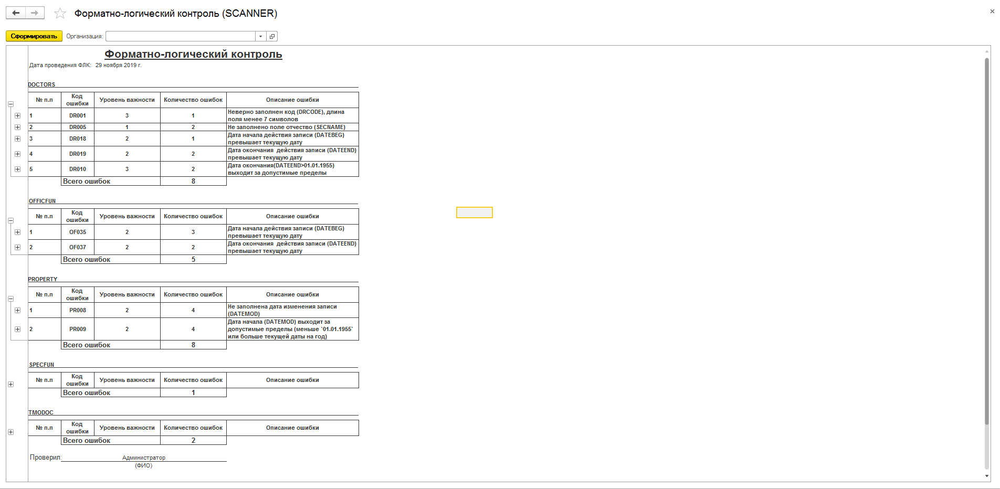 Форматно-логический контроль (SCANNER)
Сформировать Организация:
Форматно-логический контроль
Дата проведения ФЛК: 29 ноября 2019 г.
DOCTORS
№ п.п Код ошибки Уровень важности Количество ошибок Описание ошибки
1 DR001 3 1 Неверно заполнен код (DRCODE), длина
поля менее 7 символов
2 DR005 1 2 Не заполнено поле отчество (SECNAME)
3 DR018 2 1 Дата начала действия записи (DATEBEG)
превышает текущую дату
4 DR019 2 2 Дата окончания действия записи (DATEEND)
превышает текущую дату
5 DR010 3 2 Дата окончания(DATEEND>01.01.1955)
выходит за допустимые пределы
Всего ошибок 8
OFFICFUN
№ п.п Код ошибки Уровень важности Количество ошибок Описание ошибки
1 OF035 2 3 Дата начала действия записи (DATEBEG)
превышает текущую дату
2 OF037 2 2 Дата окончания действия записи (DATEEND)
превышает текущую дату
Всего ошибок 5
PROPERTY
№ п.п Код ошибки Уровень важности Количество ошибок Описание ошибки
1 PR008 2 4 Не заполнена дата изменения записи
(DATEMOD)
2 PR009 2 4 Дата начала (DATEMOD) выходит за
допустимые пределы (меньше `01.01.1955`
или больше текущей даты на год)
Всего ошибок 8
SPECFUN
№ п.п Код ошибки Уровень важности Количество ошибок Описание ошибки
Всего ошибок 1
TMODOC
№ п.п Код ошибки Уровень важности Количество ошибок Описание ошибки
Всего ошибок 2
Проверил: Администратор
(ФИО)